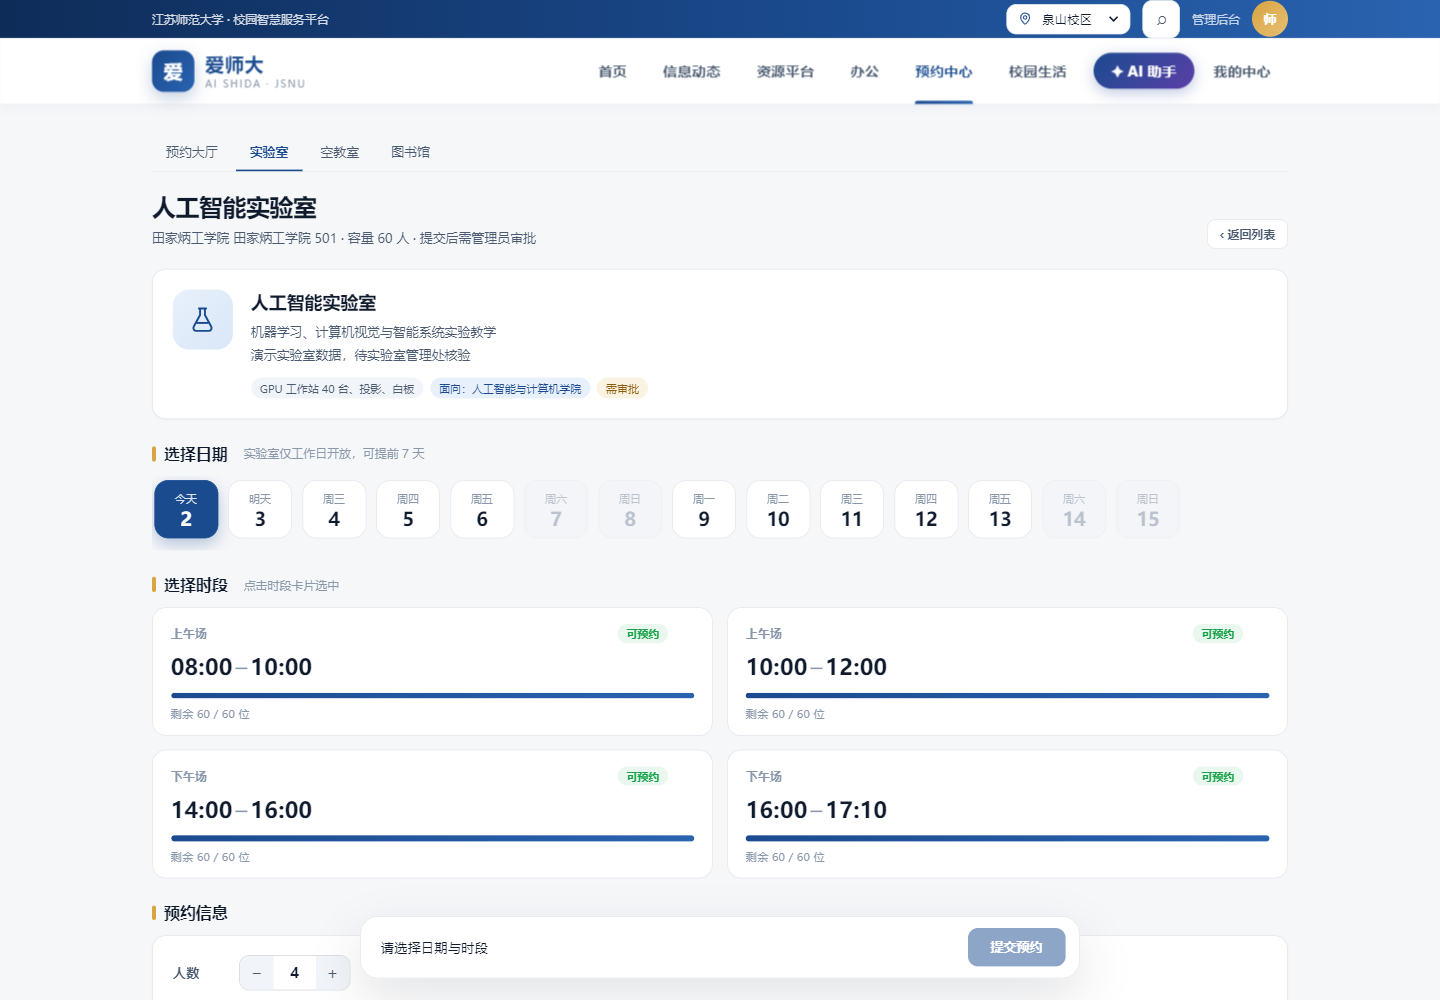 江苏师范大学 · 校园智慧服务平台
泉山校区
管理后台
师
爱
爱师大
AI SHIDA · JSNU
首页
信息动态
资源平台
办公
预约中心
校园生活
✦ AI 助手
我的中心
预约大厅
实验室
空教室
图书馆
人工智能实验室
田家炳工学院 田家炳工学院 501 · 容量 60 人 · 提交后需管理员审批
‹ 返回列表
人工智能实验室
机器学习、计算机视觉与智能系统实验教学
演示实验室数据，待实验室管理处核验
GPU 工作站 40 台、投影、白板
面向：人工智能与计算机学院
需审批
选择日期
实验室仅工作日开放，可提前 7 天
今天
2
明天
3
周三
4
周四
5
周五
6
周六
7
周日
8
周一
9
周二
10
周三
11
周四
12
周五
13
周六
14
周日
15
选择时段
点击时段卡片选中
上午场
可预约
08:00–10:00
剩余 60 / 60 位
上午场
可预约
10:00–12:00
剩余 60 / 60 位
下午场
可预约
14:00–16:00
剩余 60 / 60 位
下午场
可预约
16:00–17:10
剩余 60 / 60 位
预约信息
请选择日期与时段
提交预约
人数
−
4
+